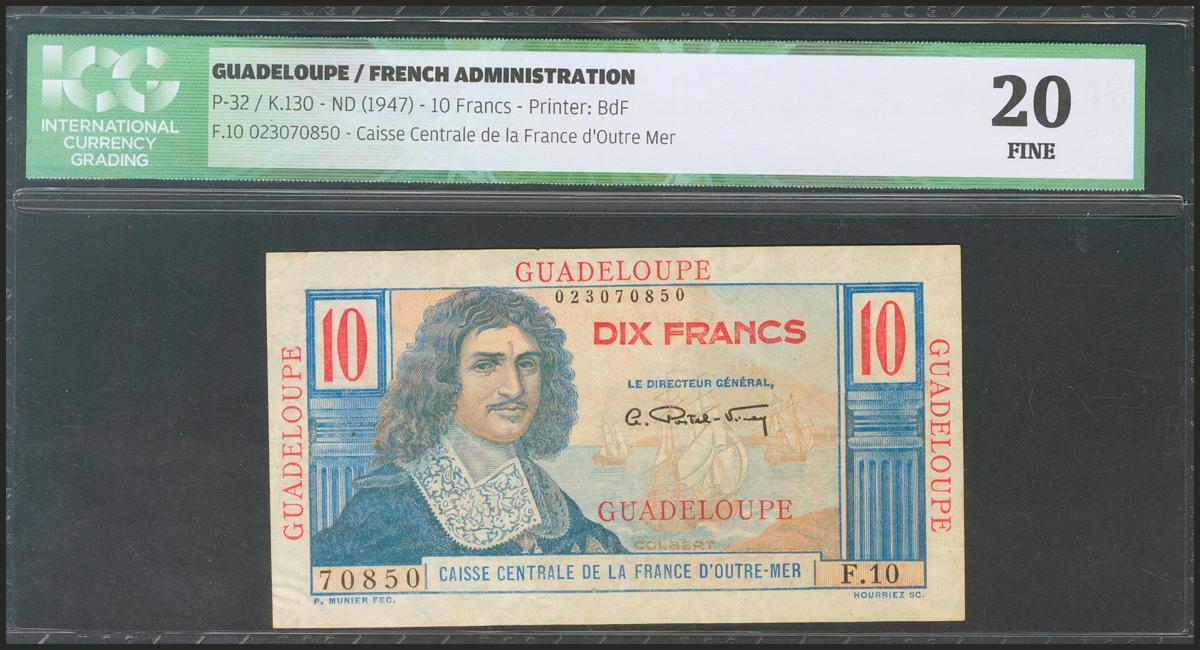 ICG
INTERNATIONAL
CURRENCY
GRADING
GUADELOUPE / FRENCH ADMINISTRATION
P-32 / K.130 - ND (1947) - 10 Francs - Printer: BdF
F.10 023070850 - Caisse Centrale de la France d'Outre Mer
20
FINE
GUADELOUPE
023070850
10
DIX FRANCS
10
LE DIRECTEUR GÉNÉRAL,
GUADELOUPE
GUADELOUPE
GUADELOUPE
COLBERT
70850
CAISSE CENTRALE DE LA FRANCE D'OUTRE-MER
F.10
P. MUNIER FEC.
HOURRIEZ SC.